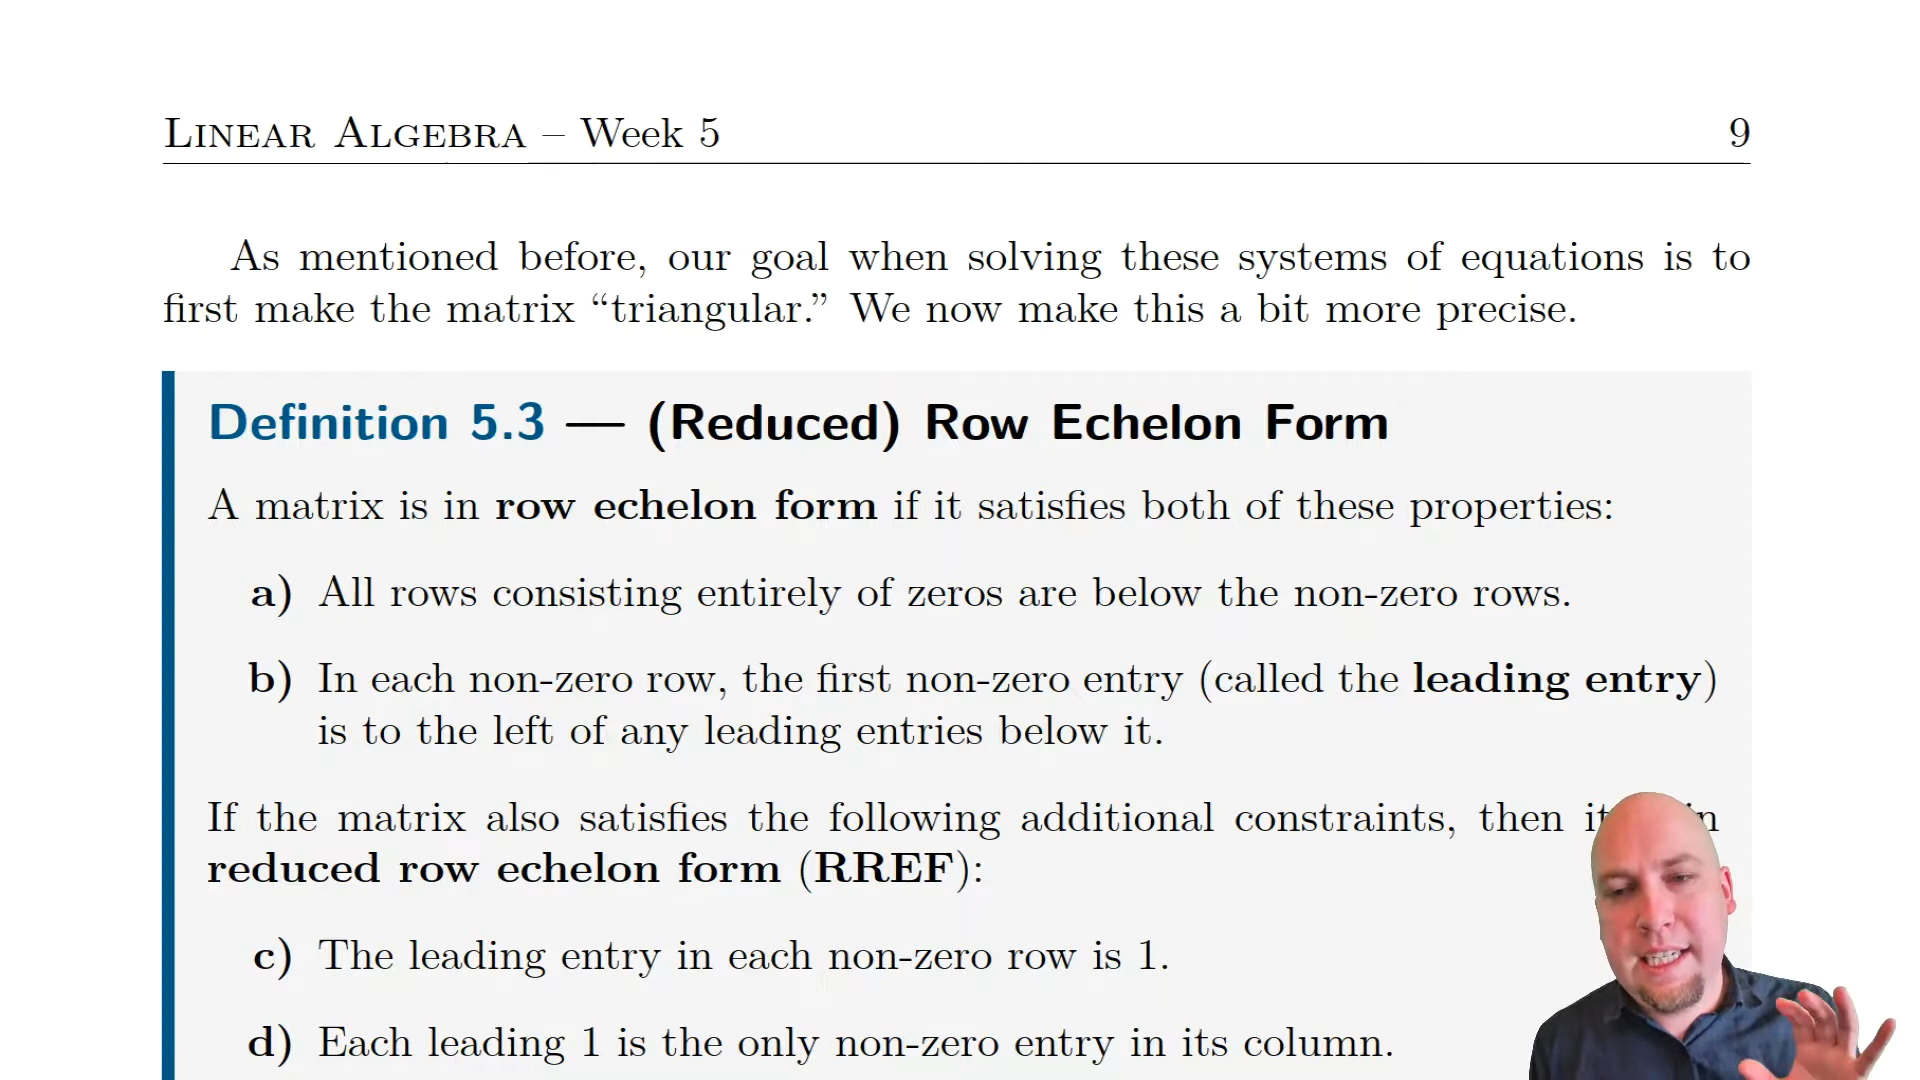 LINEAR ALGEBRA – Week 5 9
As mentioned before, our goal when solving these systems of equations is to
first make the matrix “triangular.” We now make this a bit more precise.
Definition 5.3 — (Reduced) Row Echelon Form
A matrix is in row echelon form if it satisfies both of these properties:
a) All rows consisting entirely of zeros are below the non-zero rows.
b) In each non-zero row, the first non-zero entry (called the leading entry)
is to the left of any leading entries below it.
If the matrix also satisfies the following additional constraints, then it in
reduced row echelon form (RREF):
c) The leading entry in each non-zero row is 1.
d) Each leading 1 is the only non-zero entry in its column.